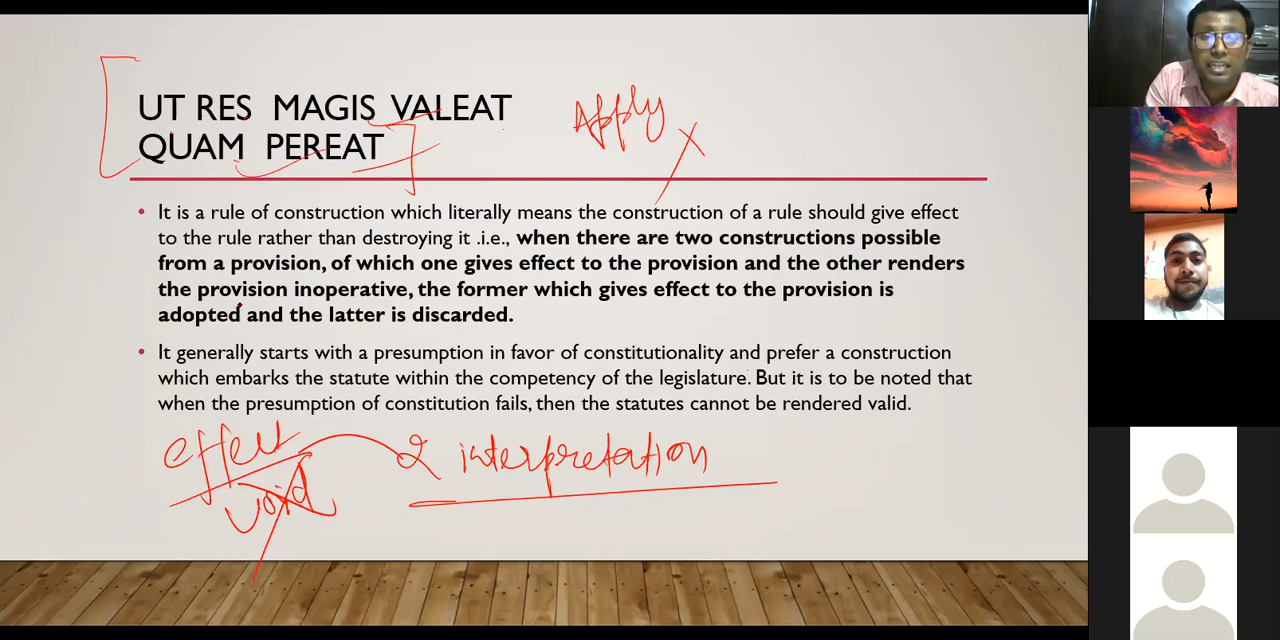 UT RES MAGIS VALEAT
QUAM PEREAT
Apply
• It is a rule of construction which literally means the construction of a rule should give effect
to the rule rather than destroying it .i.e., when there are two constructions possible
from a provision, of which one gives effect to the provision and the other renders
the provision inoperative, the former which gives effect to the provision is
adopted and the latter is discarded.
• It generally starts with a presumption in favor of constitutionality and prefer a construction
which embarks the statute within the competency of the legislature. But it is to be noted that
when the presumption of constitution fails, then the statutes cannot be rendered valid.
effect
2 interpretation
void